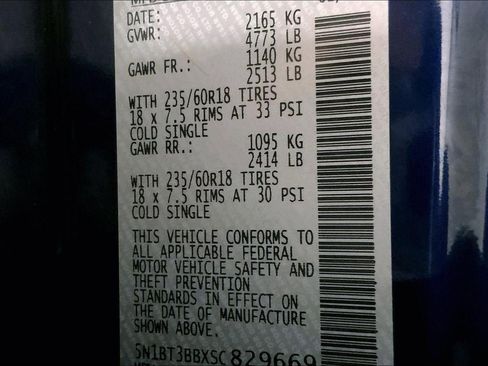 DATE: 2165 KG
GVWR: 4773 LB
GAWR FR.: 1140 KG
2513 LB
WITH 235/60R18 TIRES
18 x 7.5 RIMS AT 33 PSI
COLD SINGLE
GAWR RR.: 1095 KG
2414 LB
WITH 235/60R18 TIRES
18 x 7.5 RIMS AT 30 PSI
COLD SINGLE
THIS VEHICLE CONFORMS TO
ALL APPLICABLE FEDERAL
MOTOR VEHICLE SAFETY AND
THEFT PREVENTION
STANDARDS IN EFFECT ON
THE DATE OF MANUFACTURE
SHOWN ABOVE.
5N1BT3BBXSC829669